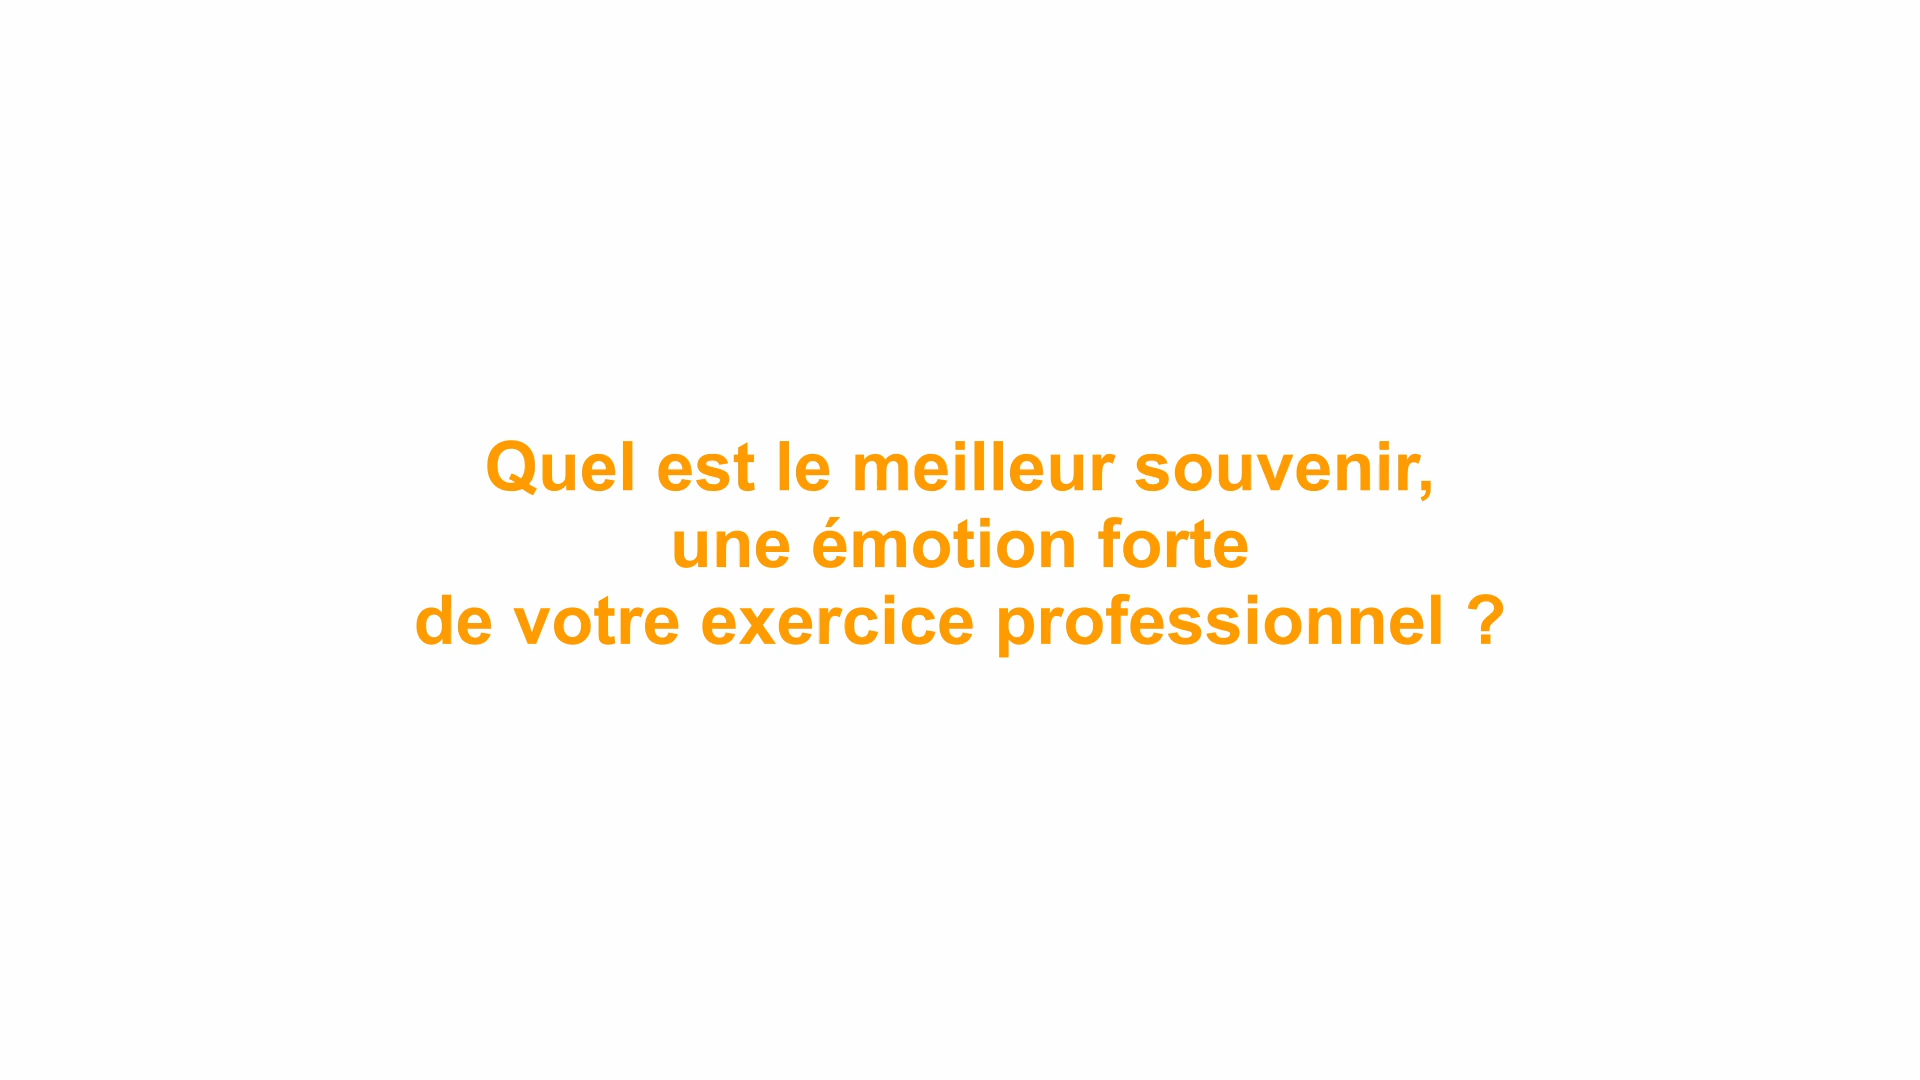 Quel est le meilleur souvenir,
une émotion forte
de votre exercice professionnel ?